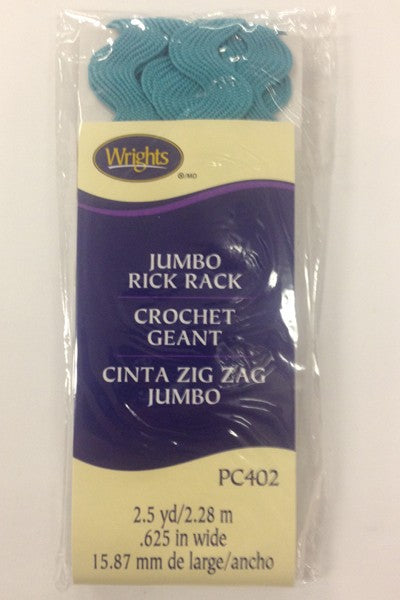 Wrights
®/MD
JUMBO
RICK RACK
CROCHET
GEANT
CINTA ZIG ZAG
JUMBO
PC402
2.5 yd/2.28 m
.625 in wide
15.87 mm de large/ancho